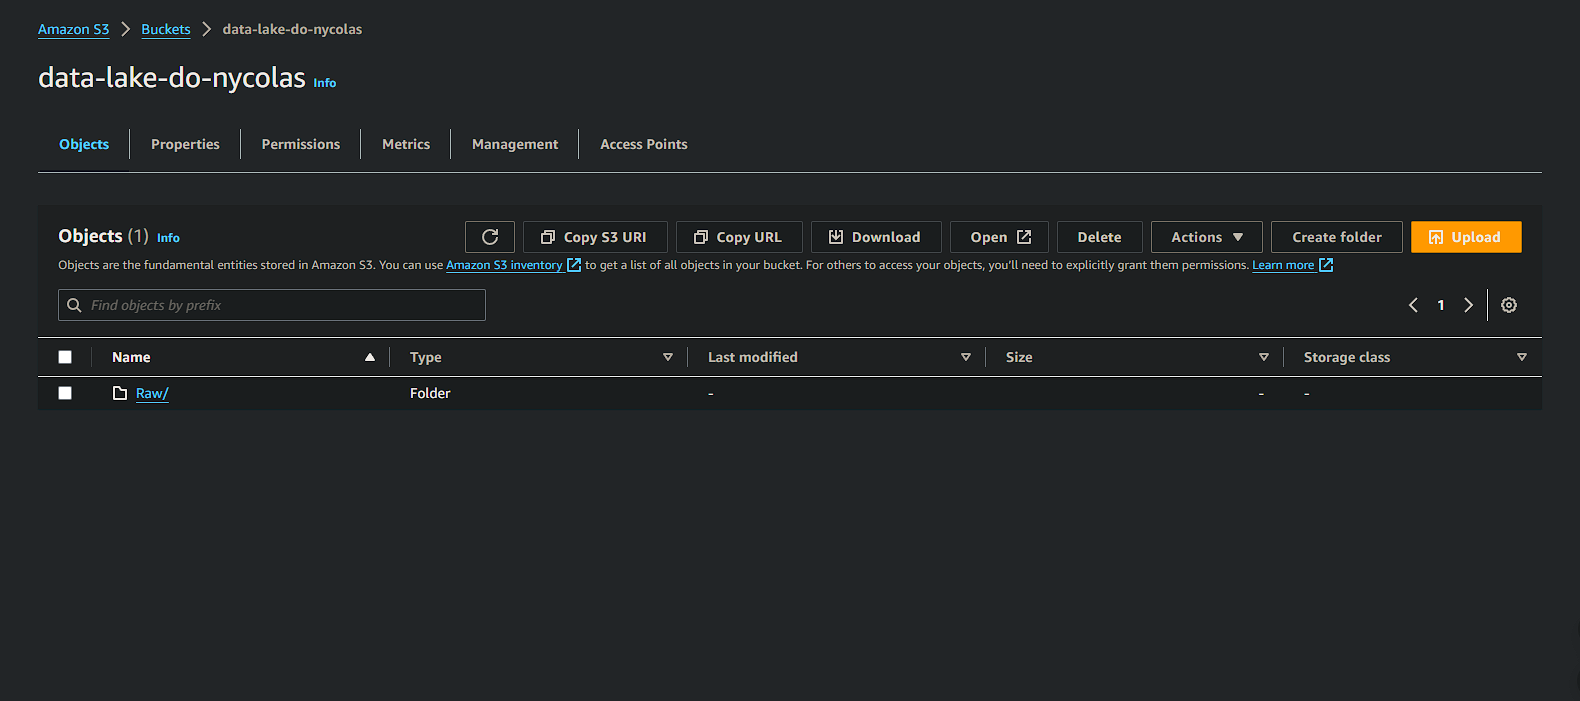 Amazon S3 > Buckets > data-lake-do-nycolas
data-lake-do-nycolas Info
Objects Properties Permissions Metrics Management Access Points
Objects (1) Info Copy S3 URI Copy URL Download Open Delete Actions Create folder Upload
Objects are the fundamental entities stored in Amazon S3. You can use Amazon S3 inventory to get a list of all objects in your bucket. For others to access your objects, you'll need to explicitly grant them permissions. Learn more
Find objects by prefix 1
Name Type Last modified Size Storage class
Raw/ Folder - - -